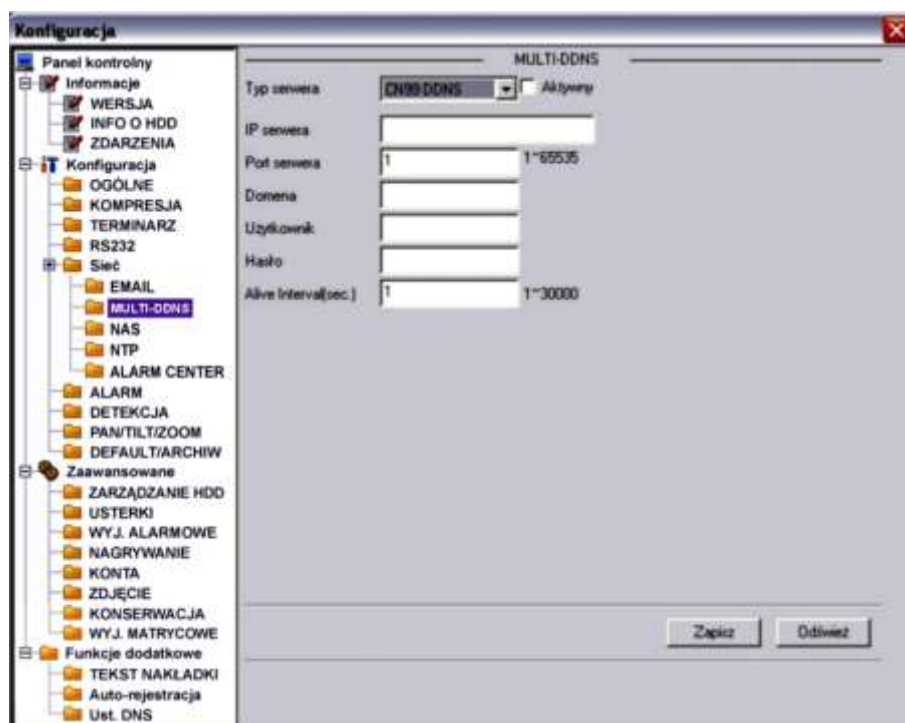 Konfiguracja
Panel kontrolny
Informacje
WERSJA
INFO O HDD
ZDARZENIA
Konfiguracja
OGÓLNE
KOMPRESJA
TERMINARZ
RS232
Sieć
EMAIL
MULTI-DDNS
NAS
NTP
ALARM CENTER
ALARM
DETEKCJA
PAN/TILT/ZOOM
DEFAULT/ARCHIW
Zaawansowane
ZARZĄDZANIE HDD
USTERKI
WYJ. ALARMOWE
NAGRYWANIE
KONTA
ZDJĘCIE
KONSERWACJA
WYJ. MATRYCOWE
Funkcje dodatkowe
TEKST NAKŁADKI
Auto-rejestracja
Ust. DNS
MULTI-DDNS
Typ serwera CN99 DDNS Aktywny
IP serwera
Port serwera 1 1~65535
Domena
Użytkownik
Hasło
Alive Interval(sec.) 1 1~30000
Zapisz Odśwież